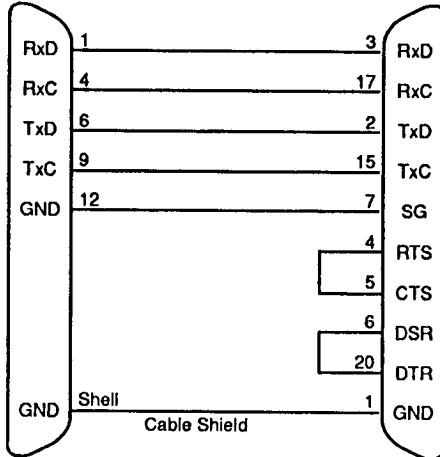 RxD 1 3 RxD
RxC 4 17 RxC
TxD 6 2 TxD
TxC 9 15 TxC
GND 12 7 SG
4 RTS
5 CTS
6 DSR
20 DTR
GND Shell 1 GND
Cable Shield